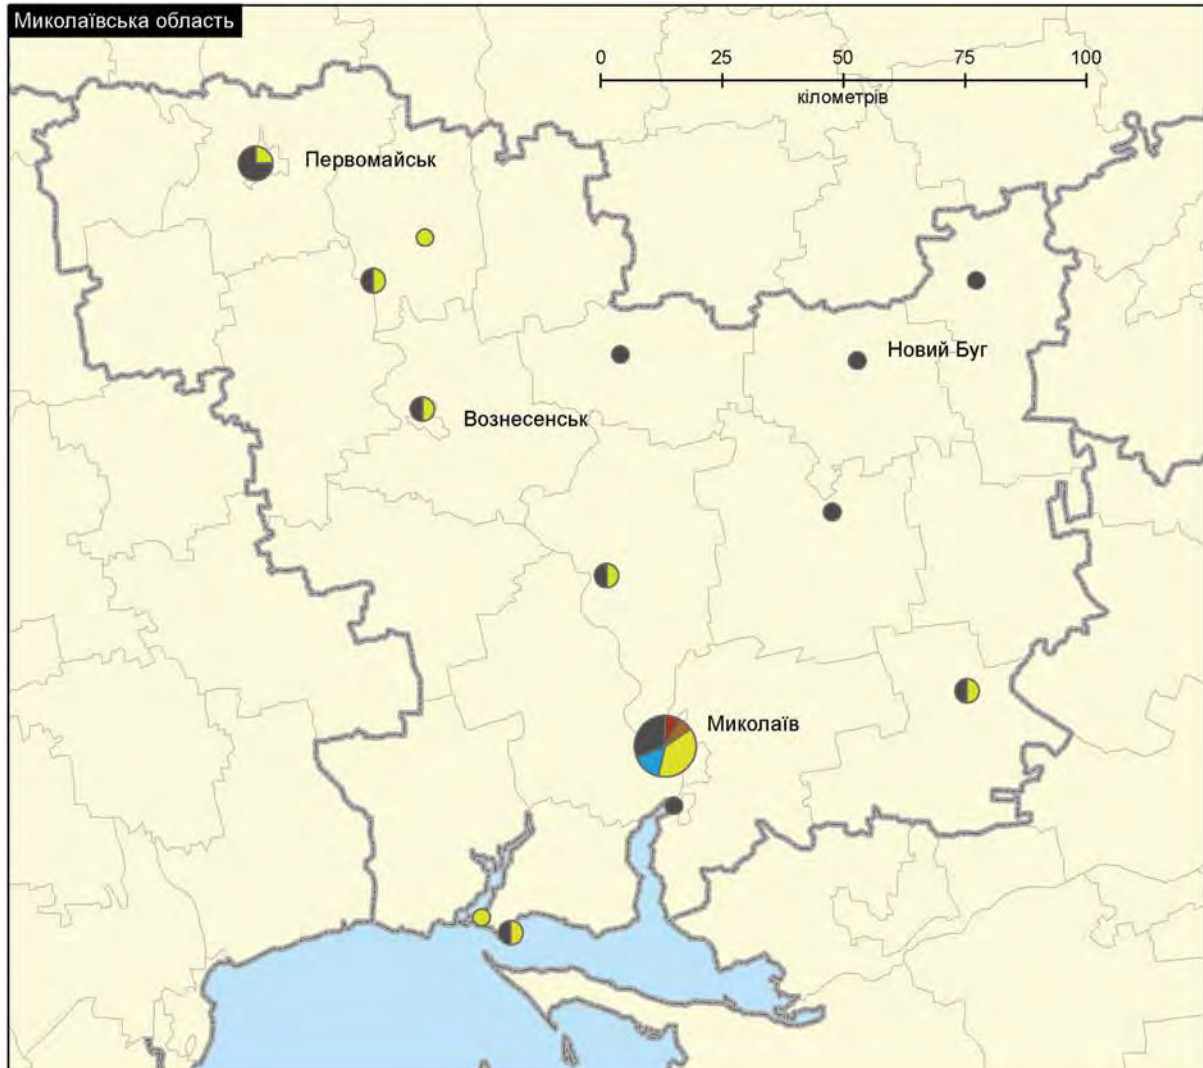 Миколаївська область
0 25 50 75 100
кілометрів
Первомайськ
Новий Буг
Вознесенськ
Миколаїв